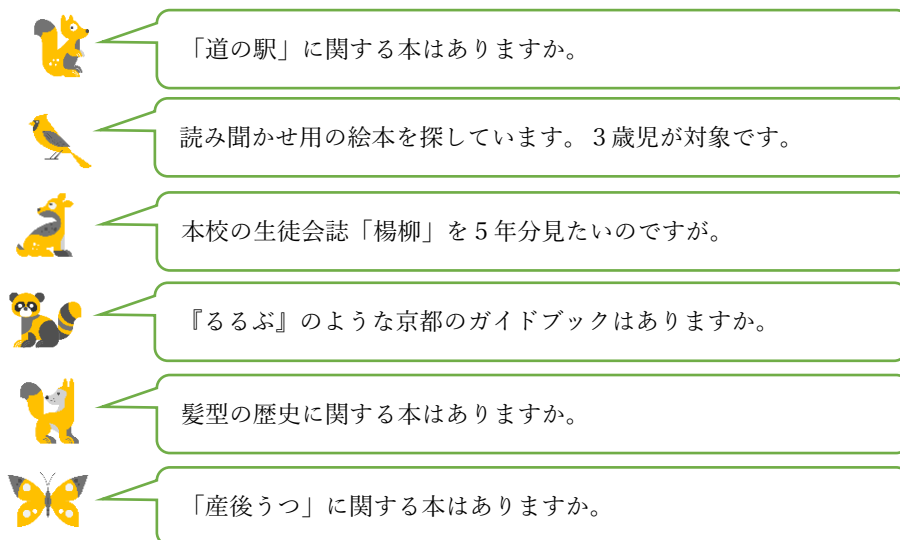 「道の駅」に関する本はありますか。
読み聞かせ用の絵本を探しています。３歳児が対象です。
本校の生徒会誌「楊柳」を５年分見たいのですが。
『るるぶ』のような京都のガイドブックはありますか。
髪型の歴史に関する本はありますか。
「産後うつ」に関する本はありますか。